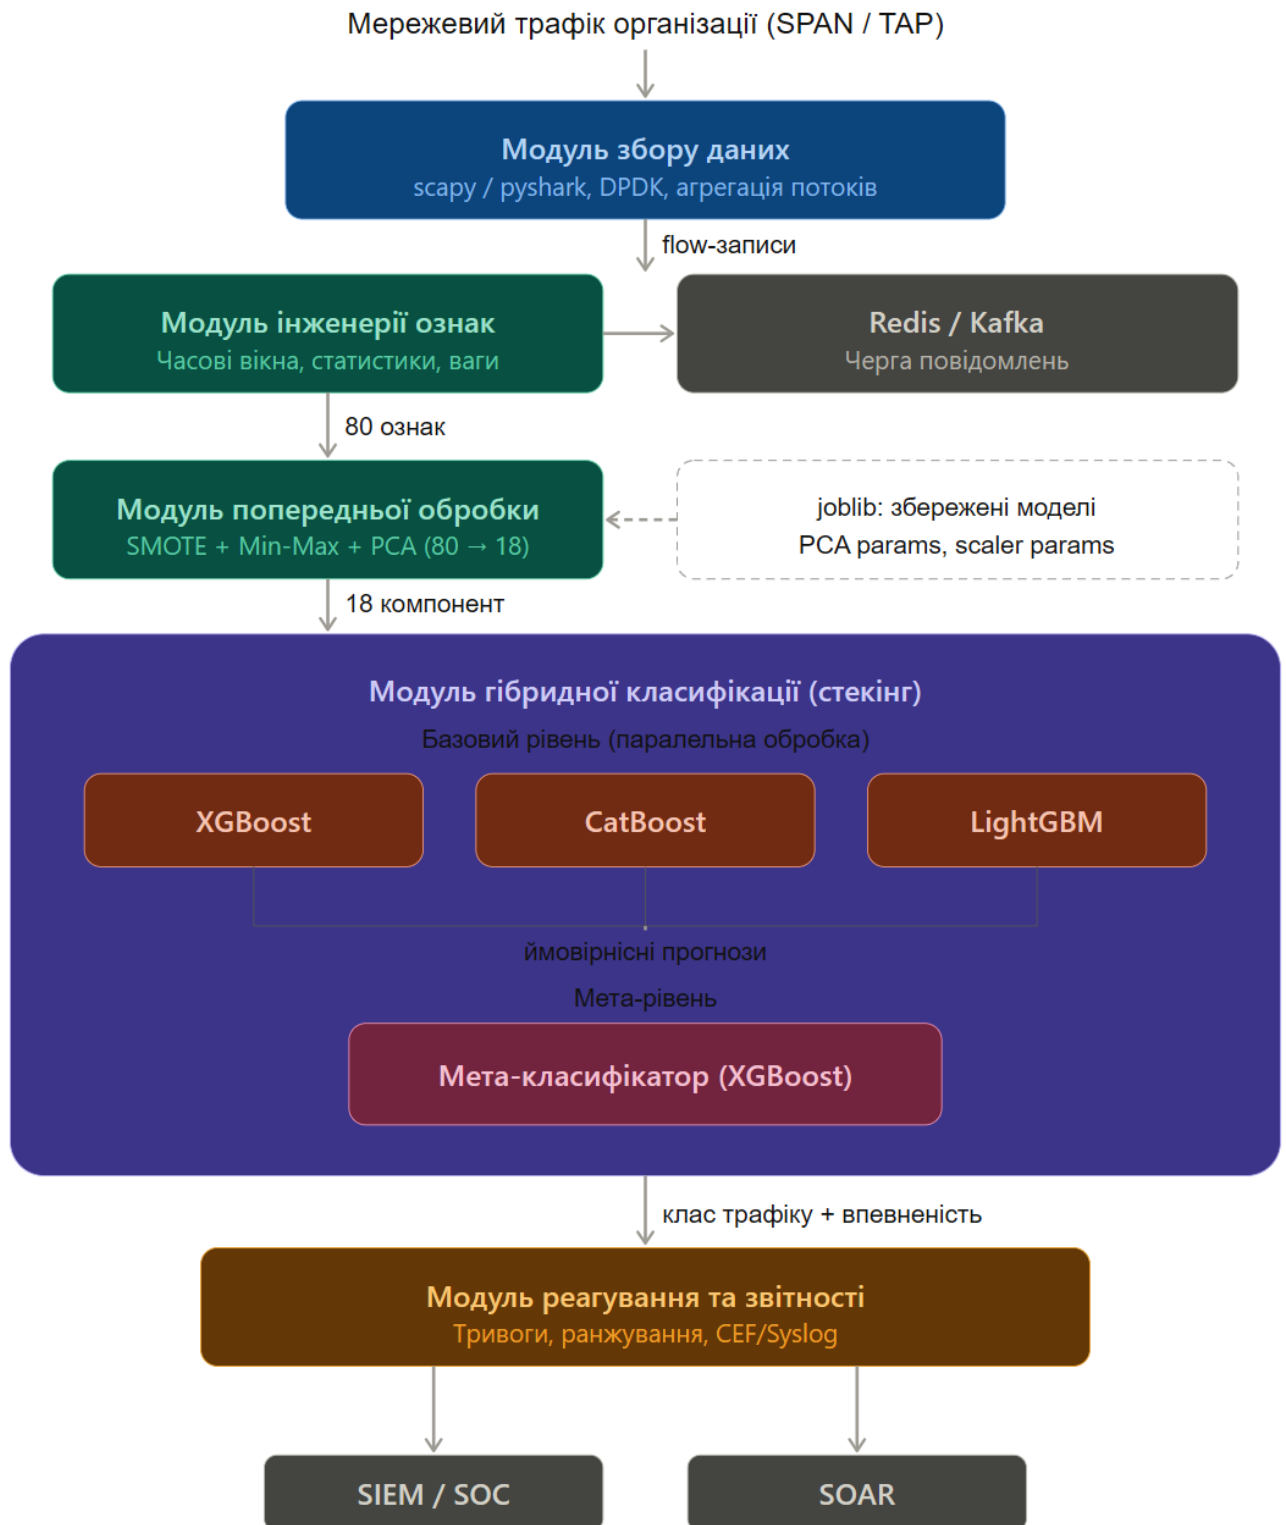 Мережевий трафік організації (SPAN / TAP)
Модуль збору даних
scapy / pyshark, DPDK, агрегація потоків
flow-записи
Модуль інженерії ознак
Часові вікна, статистики, ваги
Redis / Kafka
Черга повідомлень
80 ознак
Модуль попередньої обробки
SMOTE + Min-Max + PCA (80 → 18)
joblib: збережені моделі
PCA params, scaler params
18 компонент
Модуль гібридної класифікації (стекінг)
Базовий рівень (паралельна обробка)
XGBoost
CatBoost
LightGBM
ймовірнісні прогнози
Мета-рівень
Мета-класифікатор (XGBoost)
клас трафіку + впевненість
Модуль реагування та звітності
Тривоги, ранжування, CEF/Syslog
SIEM / SOC
SOAR